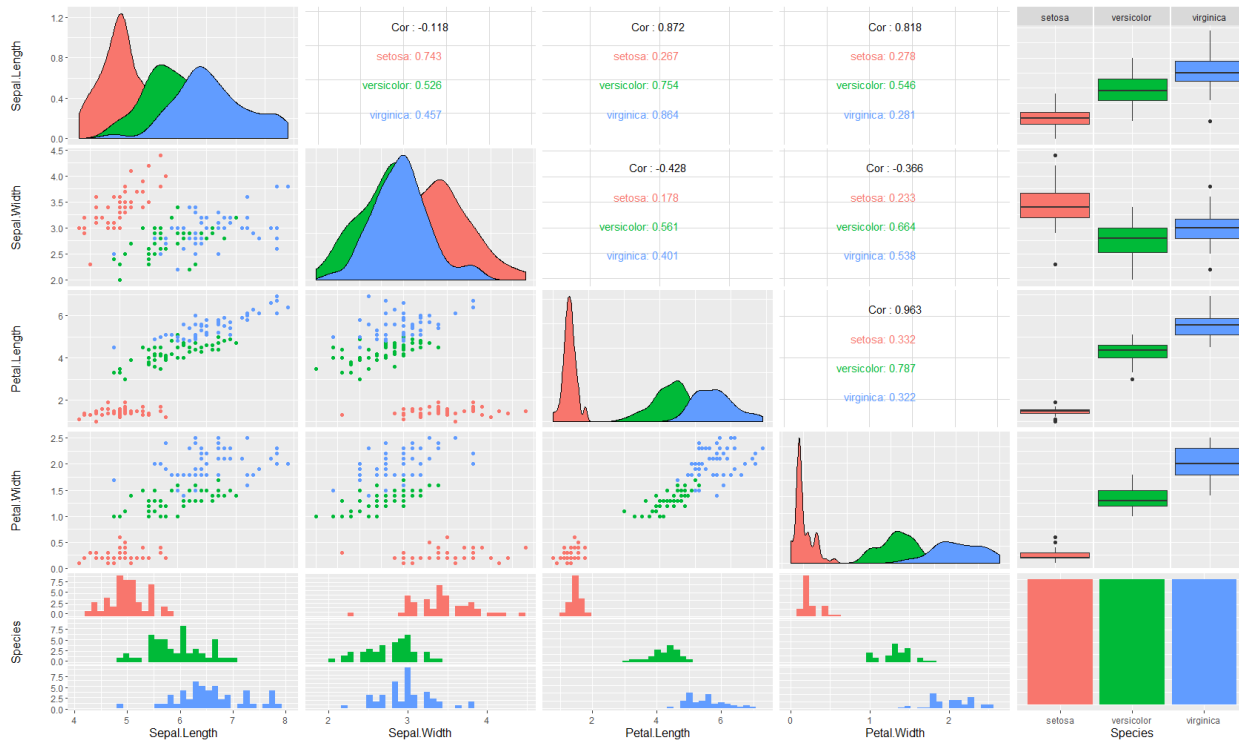 setosa versicolor virginica
Sepal.Length
1.2
0.8
0.4
0.0
Cor : -0.118
setosa: 0.743
versicolor: 0.526
virginica: 0.457
Cor : 0.872
setosa: 0.267
versicolor: 0.754
virginica: 0.864
Cor : 0.818
setosa: 0.278
versicolor: 0.546
virginica: 0.281
Sepal.Width
4.5
4.0
3.5
3.0
2.5
2.0
Cor : -0.428
setosa: 0.178
versicolor: 0.561
virginica: 0.401
Cor : -0.366
setosa: 0.233
versicolor: 0.664
virginica: 0.538
Petal.Length
6
4
2
Cor : 0.963
setosa: 0.332
versicolor: 0.787
virginica: 0.322
Petal.Width
2.5
2.0
1.5
1.0
0.5
0.0
Species
7.5
5.0
2.5
0.0
7.5
5.0
2.5
0.0
7.5
5.0
2.5
0.0
4 5 6 7 8
2 3 4
2 4 6
0 1 2
setosa versicolor virginica
Sepal.Length Sepal.Width Petal.Length Petal.Width Species